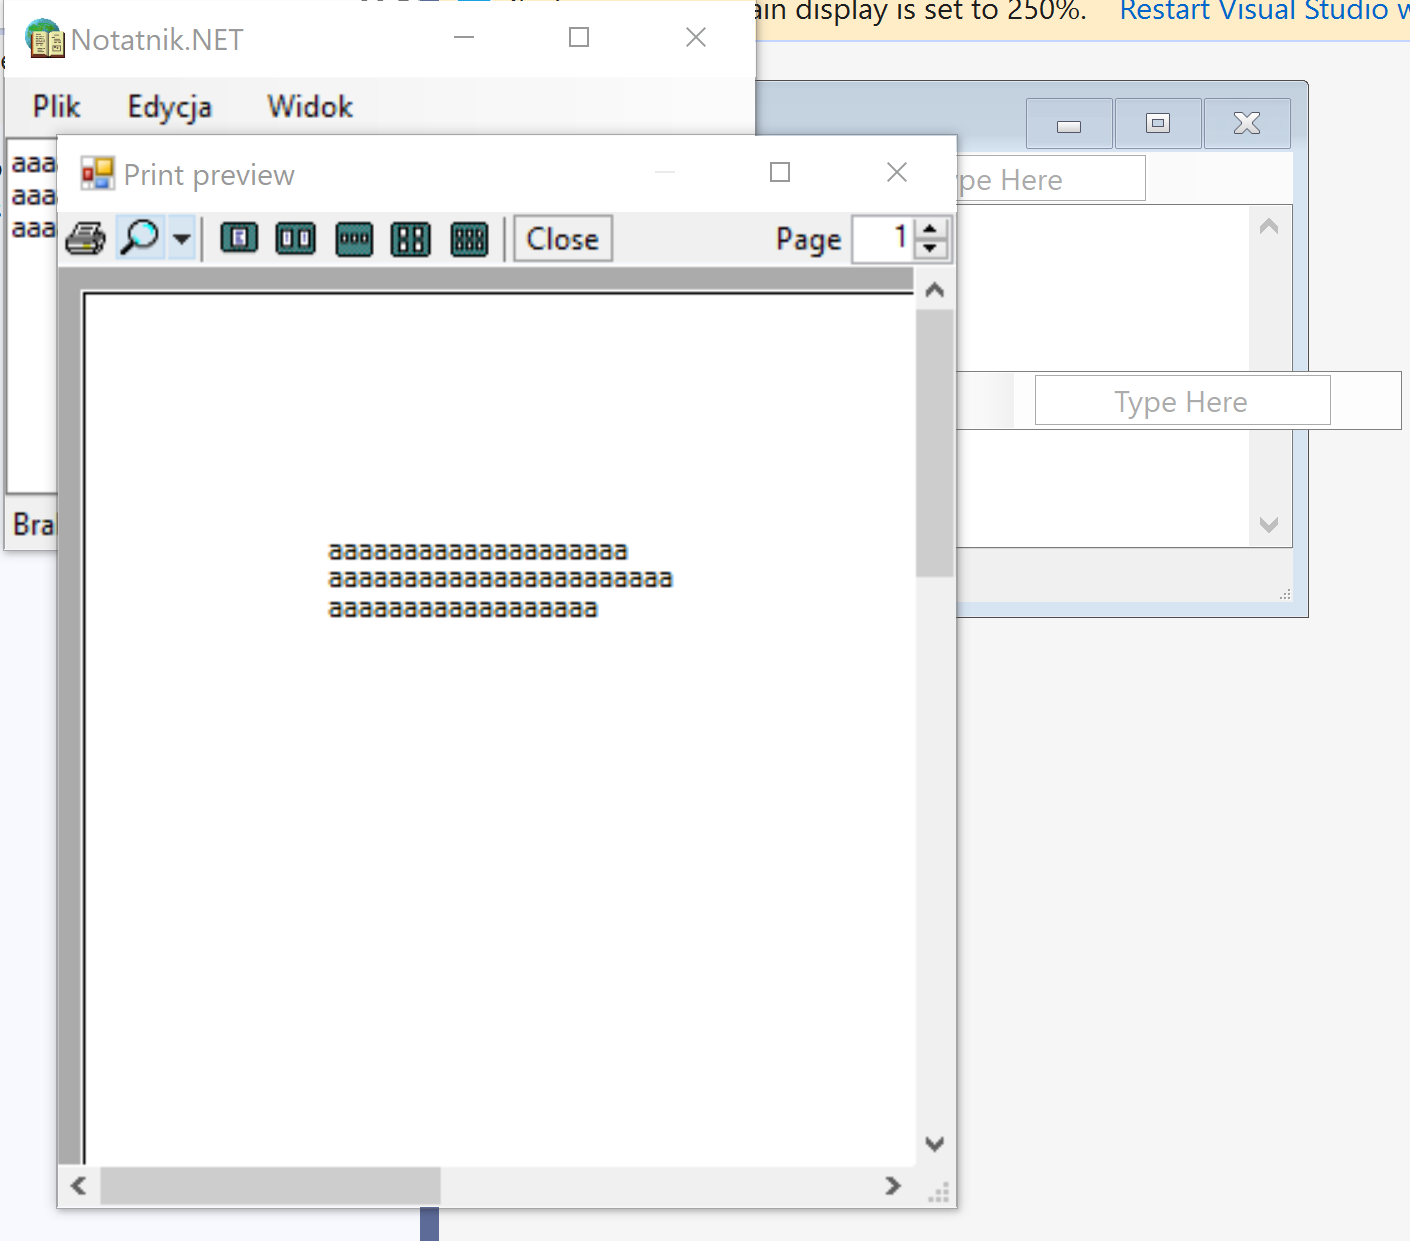 ain display is set to 250%. Restart Visual Studio w
Notatnik.NET
Plik Edycja Widok
Print preview
pe Here
aaa
aaa
aaa
Close Page 1
Type Here
Bra
aaaaaaaaaaaaaaaaaaaa
aaaaaaaaaaaaaaaaaaaaaaa
aaaaaaaaaaaaaaaaaa